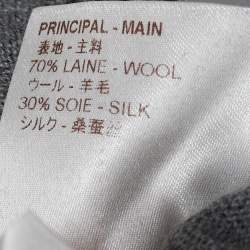 PRINCIPAL - MAIN
表地 - 主料
70% LAINE - WOOL
ウール - 羊毛
30% SOIE - SILK
シルク - 桑蚕丝